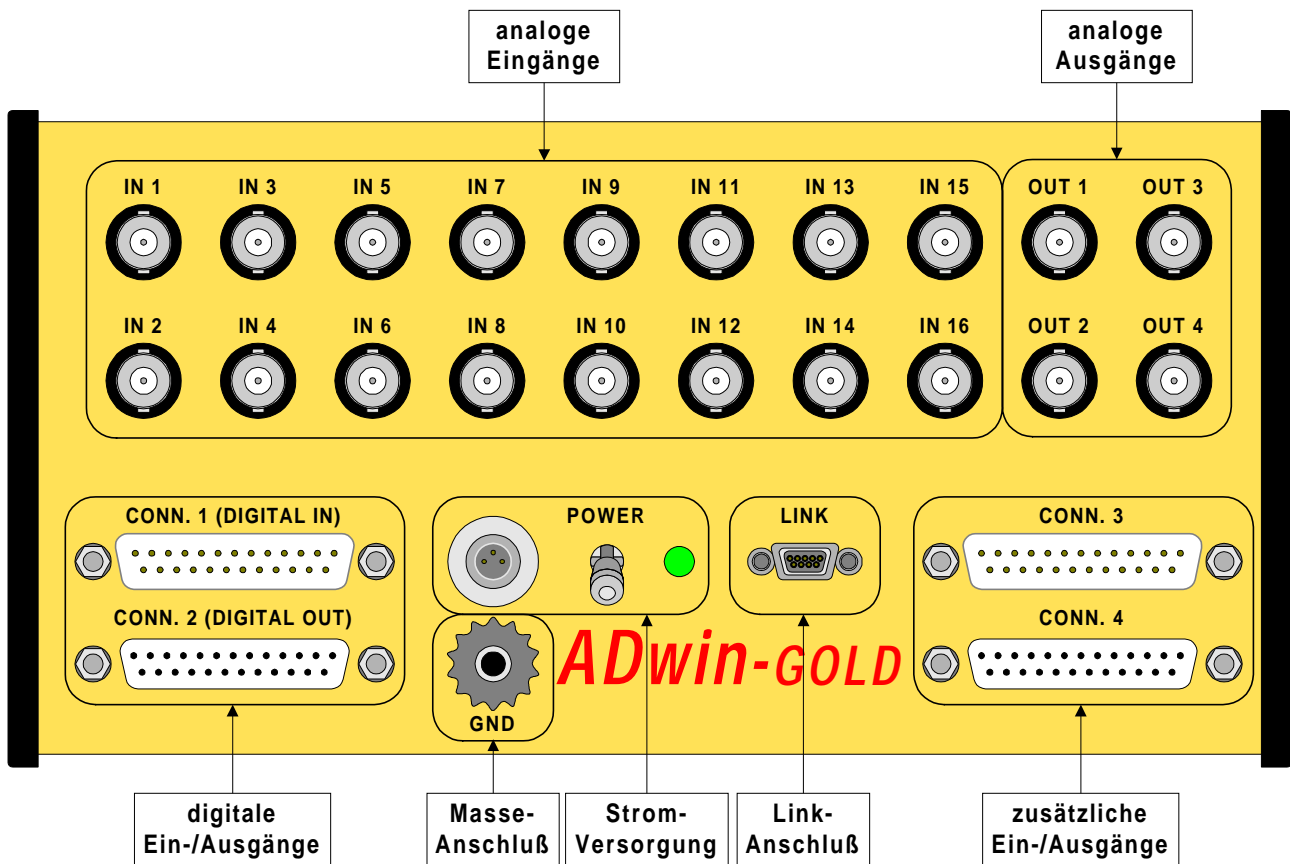 analoge
Eingänge
analoge
Ausgänge
IN 1 IN 3 IN 5 IN 7 IN 9 IN 11 IN 13 IN 15 OUT 1 OUT 3
IN 2 IN 4 IN 6 IN 8 IN 10 IN 12 IN 14 IN 16 OUT 2 OUT 4
CONN. 1 (DIGITAL IN) POWER LINK CONN. 3
CONN. 2 (DIGITAL OUT) CONN. 4
ADwin-GOLD
GND
digitale
Ein-/Ausgänge
Masse-
Anschluß
Strom-
Versorgung
Link-
Anschluß
zusätzliche
Ein-/Ausgänge